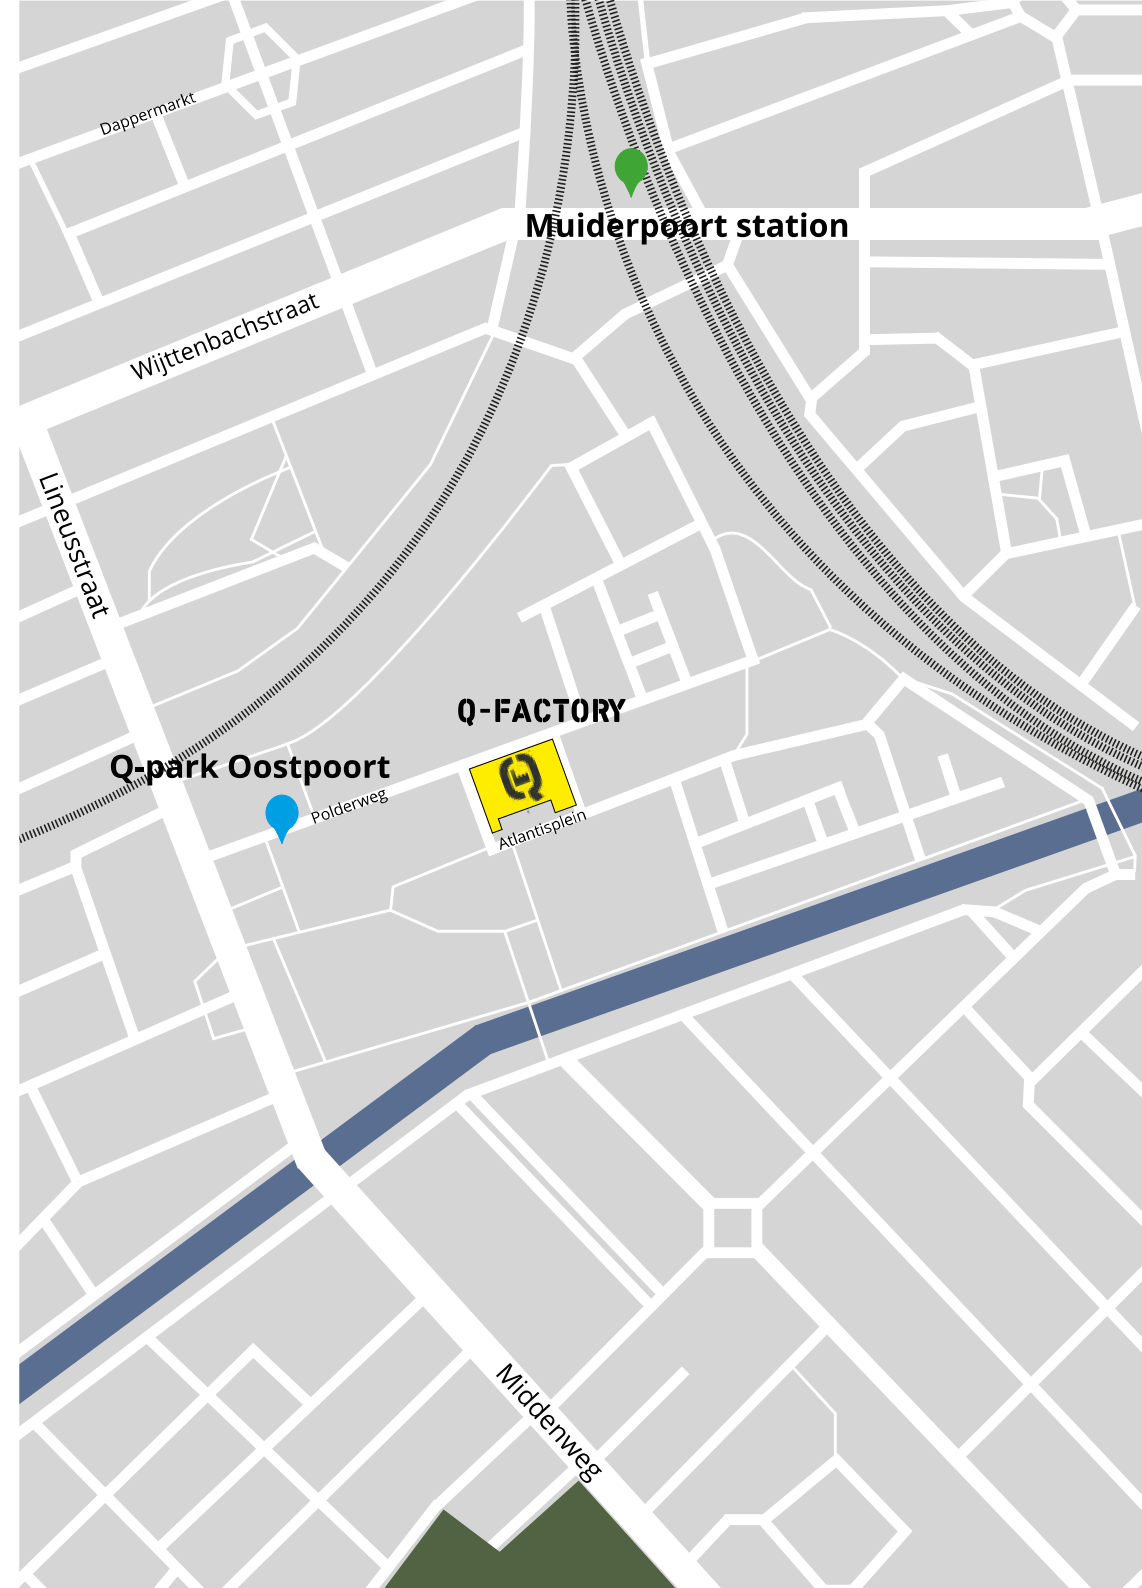 Dappermarkt
Muiderpoort station
Wijttenbachstraat
Lineusstraat
Q-FACTORY
Q-park Oostpoort
Polderweg
Atlantisplein
Middenweg